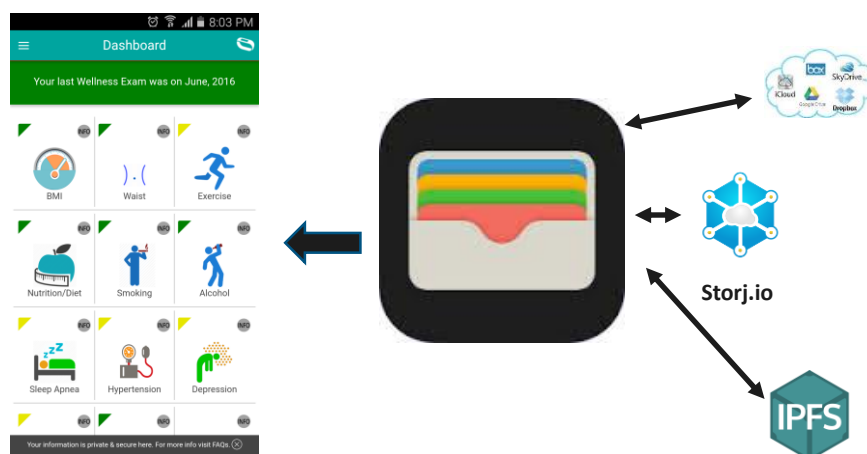 8:03 PM
Dashboard
Your last Wellness Exam was on June, 2016
INFO
INFO
INFO
BMI
) . (
Waist
Exercise
INFO
INFO
INFO
Nutrition/Diet
Smoking
Alcohol
INFO
INFO
INFO
zzZ
Sleep Apnea
Hypertension
Depression
INFO
INFO
INFO
Your information is private & secure here. For more info visit FAQs.
box
SkyDrive
iCloud
Google Drive
Dropbox
Storj.io
IPFS